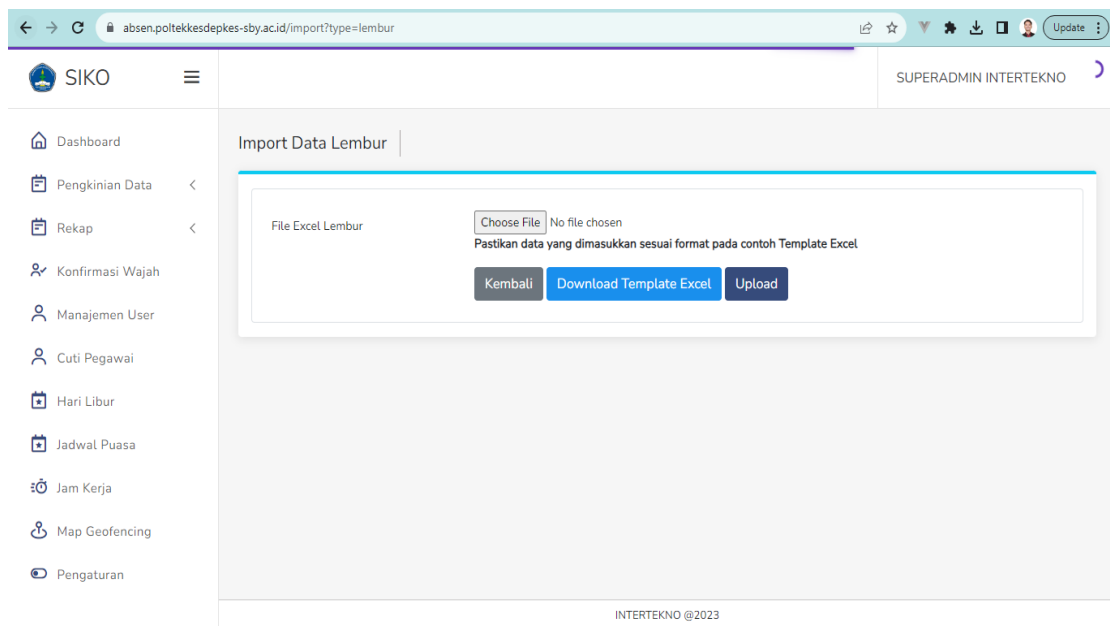 absen.poltekkesdepkes-sby.ac.id/import?type=lembur
Update
SIKO
SUPERADMIN INTERTEKNO
Dashboard
Pengkinian Data
Rekap
Konfirmasi Wajah
Manajemen User
Cuti Pegawai
Hari Libur
Jadwal Puasa
Jam Kerja
Map Geofencing
Pengaturan
Import Data Lembur
File Excel Lembur
Choose File No file chosen
Pastikan data yang dimasukkan sesuai format pada contoh Template Excel
Kembali Download Template Excel Upload
INTERTEKNO @2023